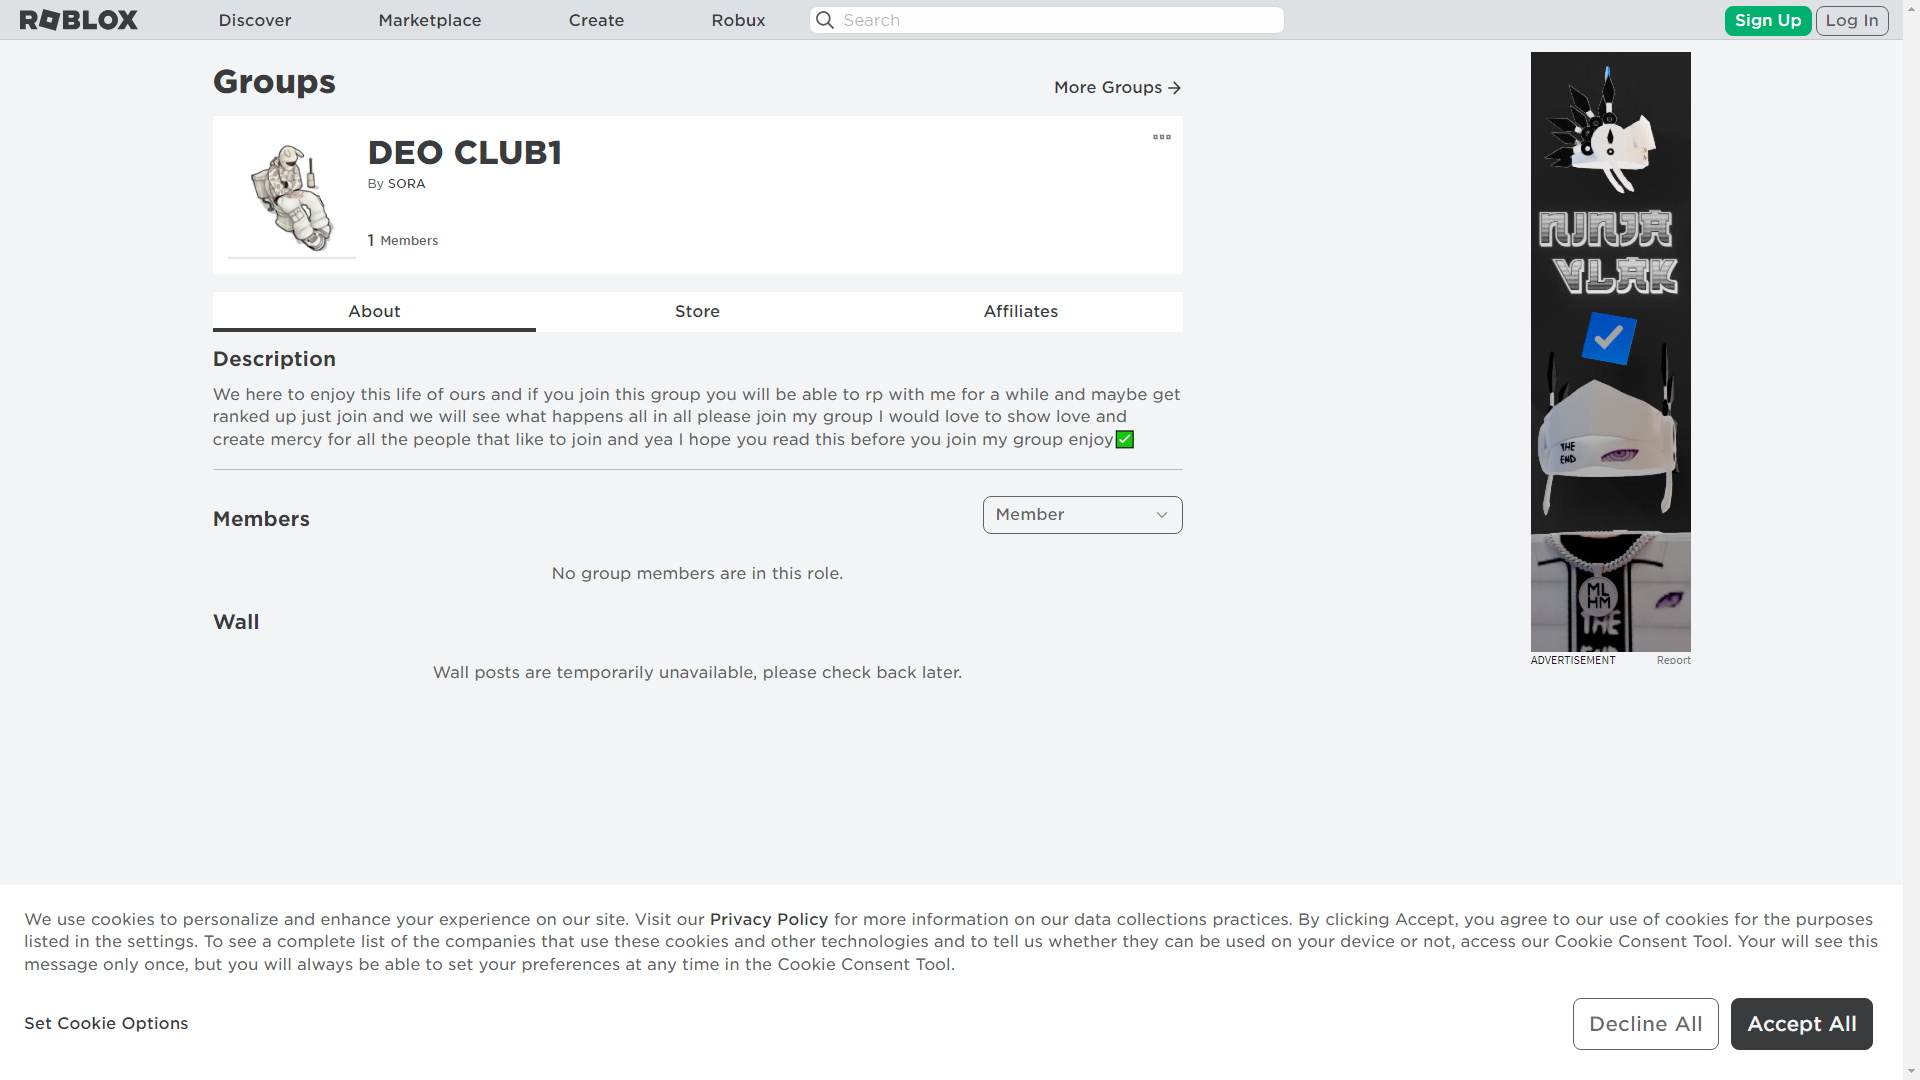 ROBLOX
Discover
Marketplace
Create
Robux
Search
Sign Up
Log In
Groups
More Groups
DEO CLUB1
By SORA
1 Members
About
Store
Affiliates
Description
We here to enjoy this life of ours and if you join this group you will be able to rp with me for a while and maybe get
ranked up just join and we will see what happens all in all please join my group I would love to show love and
create mercy for all the people that like to join and yea I hope you read this before you join my group enjoy✅
Members
Member
No group members are in this role.
Wall
Wall posts are temporarily unavailable, please check back later.
NINJA
VLAK
THE
END
ML
HM
THE
END
ADVERTISEMENT
Report
We use cookies to personalize and enhance your experience on our site. Visit our Privacy Policy for more information on our data collections practices. By clicking Accept, you agree to our use of cookies for the purposes
listed in the settings. To see a complete list of the companies that use these cookies and other technologies and to tell us whether they can be used on your device or not, access our Cookie Consent Tool. Your will see this
message only once, but you will always be able to set your preferences at any time in the Cookie Consent Tool.
Set Cookie Options
Decline All
Accept All